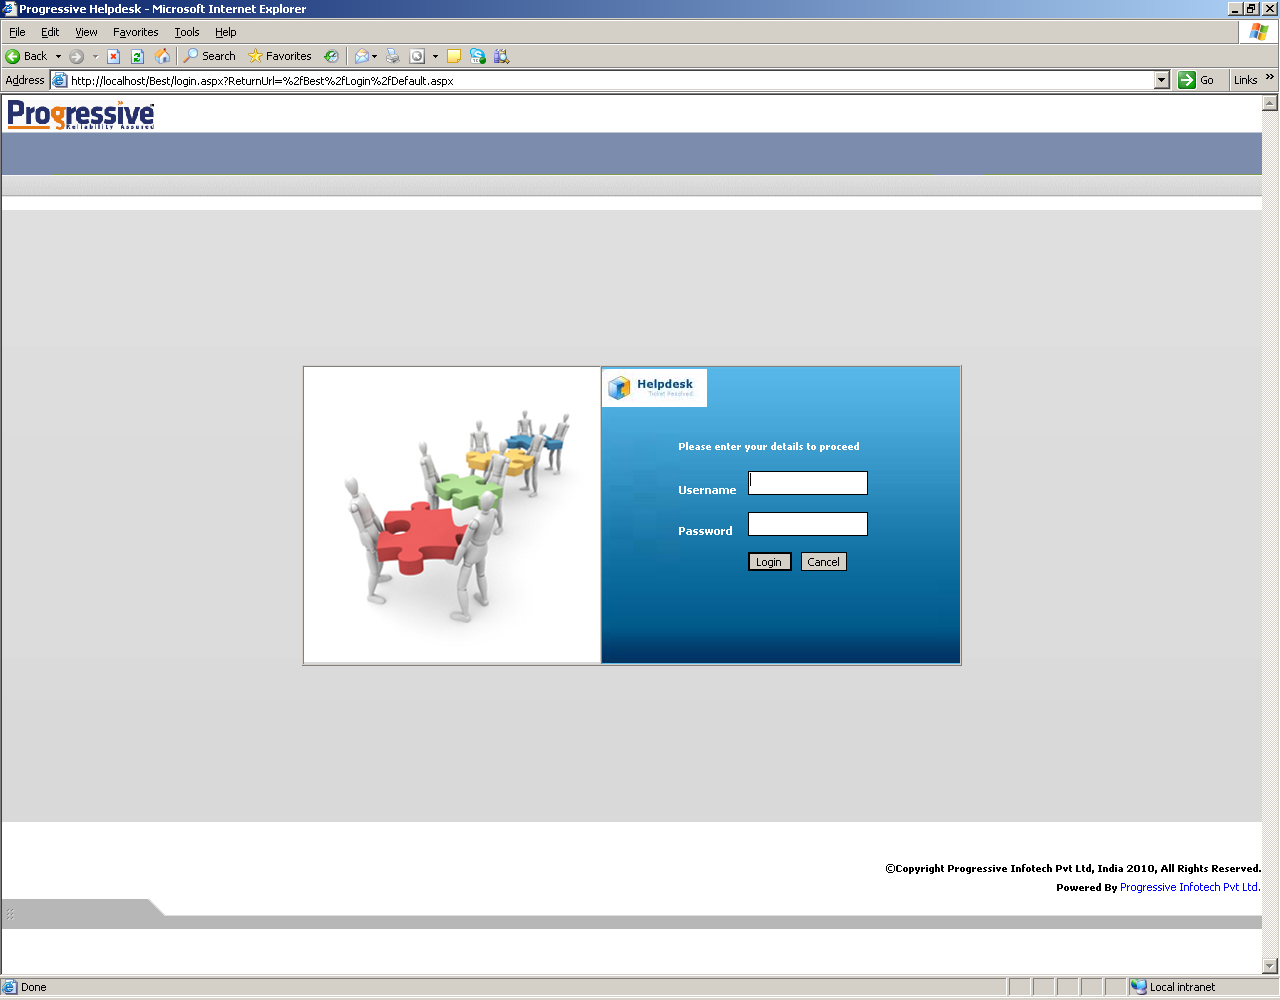 Progressive Helpdesk - Microsoft Internet Explorer
File Edit View Favorites Tools Help
Back Search Favorites
Address http://localhost/Best/login.aspx?ReturnUrl=%2fBest%2fLogin%2fDefault.aspx Go Links »
Progressive
Reliability Assured
Helpdesk
Ticket Resolved
Please enter your details to proceed
Username
Password
Login Cancel
©Copyright Progressive Infotech Pvt Ltd, India 2010, All Rights Reserved.
Powered By Progressive Infotech Pvt Ltd.
Done Local intranet